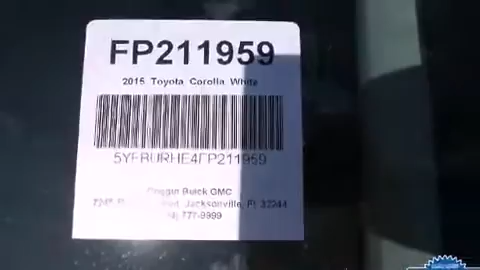 FP211959
2015 Toyota Corolla White
5YFBURHE4FP211959
Coggin Buick GMC
Jacksonville, FL 32244
777-9999